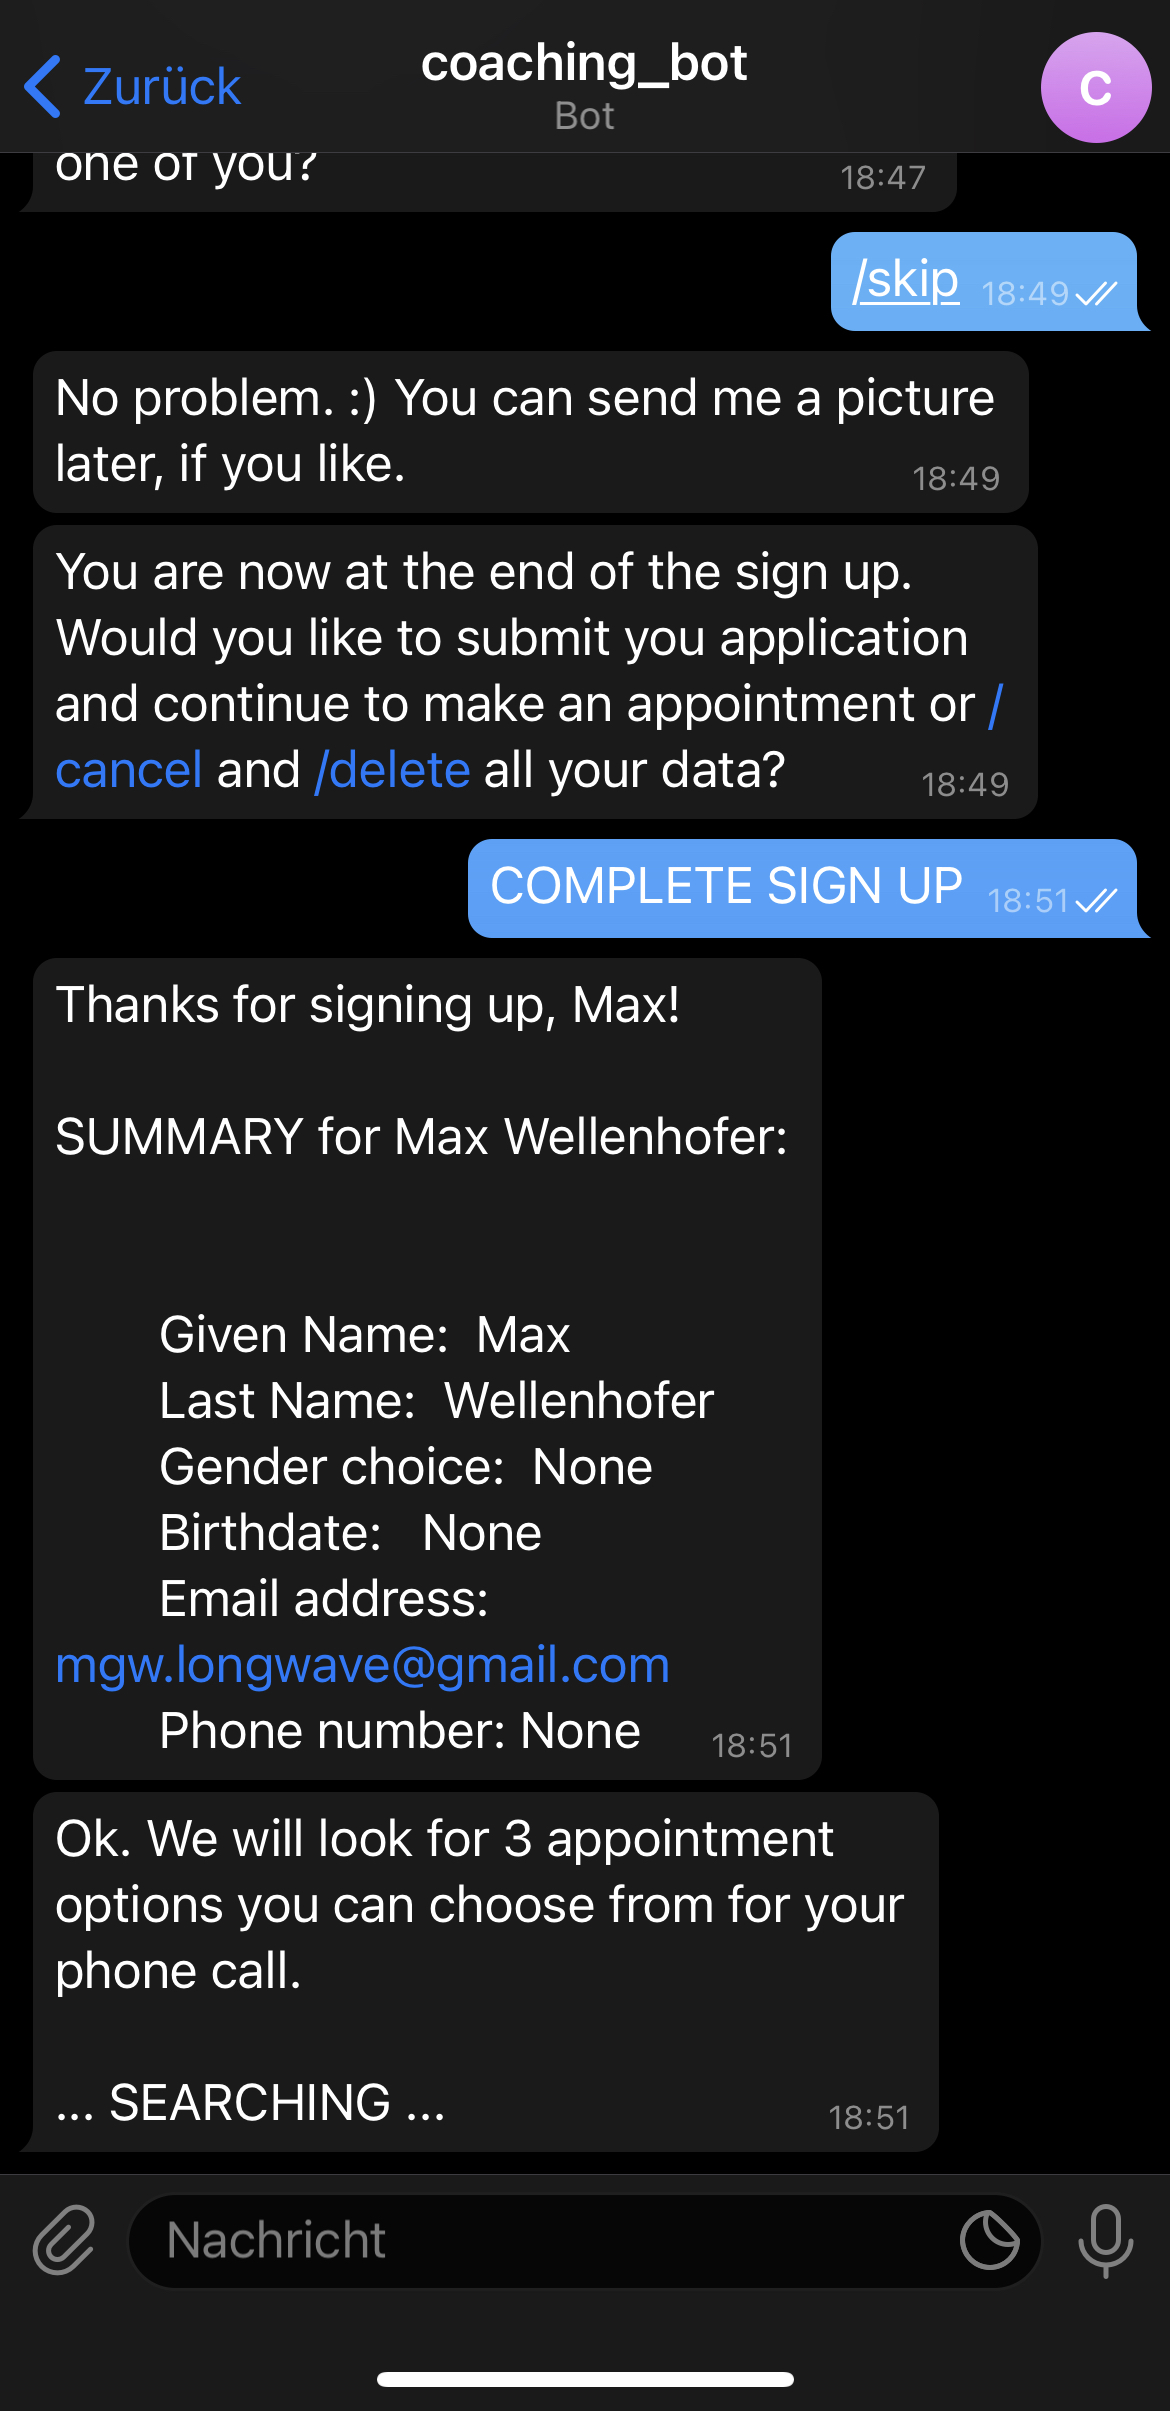 Zurück
coaching_bot
Bot
C
one of you?
18:47
/skip 18:49
No problem. :) You can send me a picture
later, if you like.
18:49
You are now at the end of the sign up.
Would you like to submit you application
and continue to make an appointment or /
cancel and /delete all your data?
18:49
COMPLETE SIGN UP 18:51
Thanks for signing up, Max!
SUMMARY for Max Wellenhofer:
Given Name: Max
Last Name: Wellenhofer
Gender choice: None
Birthdate: None
Email address:
mgw.longwave@gmail.com
Phone number: None
18:51
Ok. We will look for 3 appointment
options you can choose from for your
phone call.
... SEARCHING ...
18:51
Nachricht